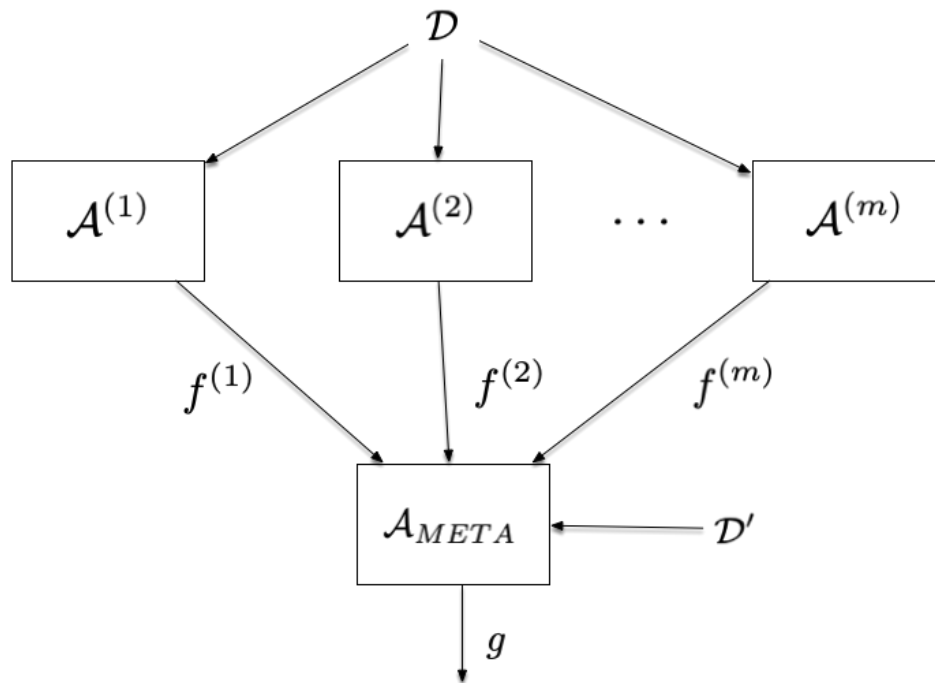 𝒟
𝒜^(1) 𝒜^(2) ⋯ 𝒜^(m)
f^(1) f^(2) f^(m)
𝒜_META 𝒟′
g